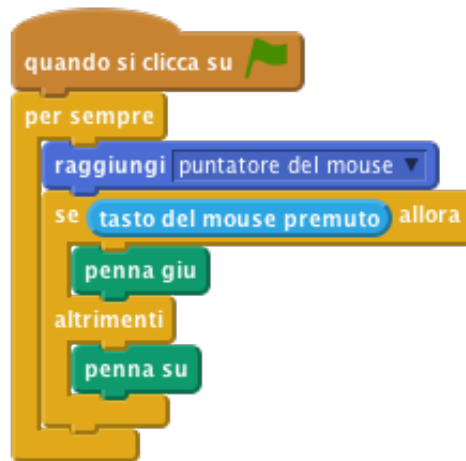 quando si clicca su
per sempre
raggiungi puntatore del mouse
se tasto del mouse premuto allora
penna giu
altrimenti
penna su